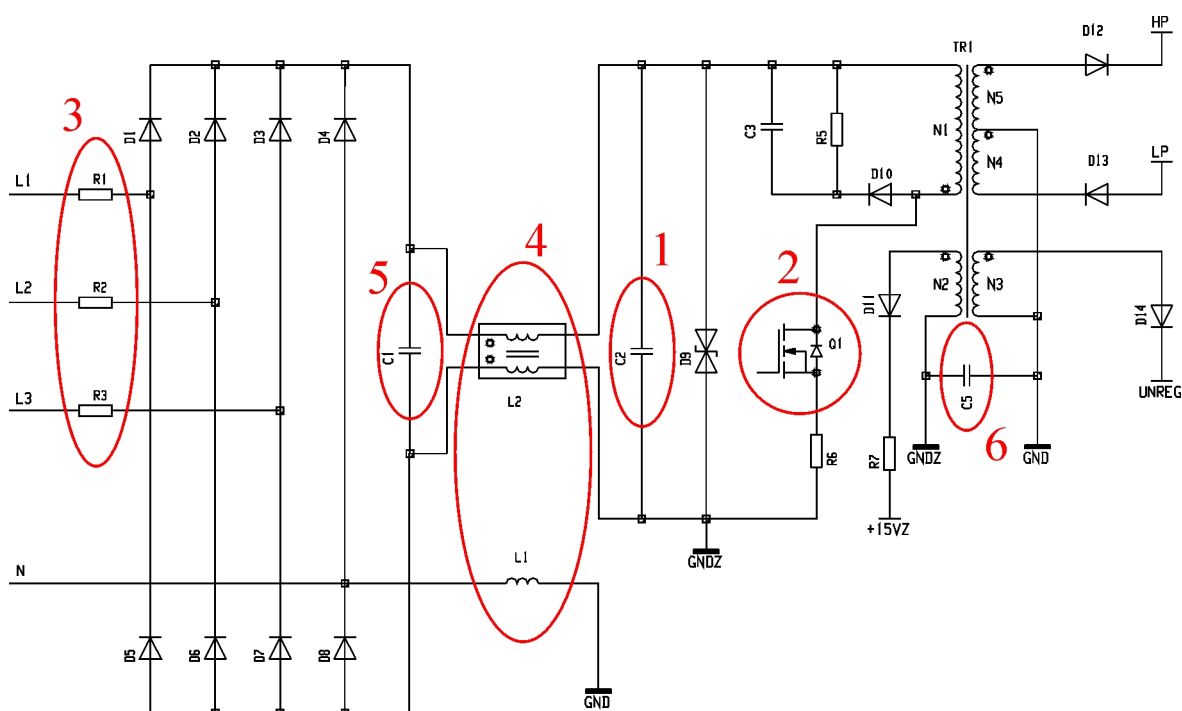 HP
D12
TR1
3
D1
D2
D3
D4
C3
R5
N1
N5
N4
LP
D13
D10
L1
R1
4
1
2
5
L2
R2
D11
N2
N3
D14
C1
L2
C2
D9
Q1
L3
R3
C5
UNREG
6
R6
R7
GNDZ
GND
+15VZ
GNDZ
N
L1
D5
D6
D7
D8
GND